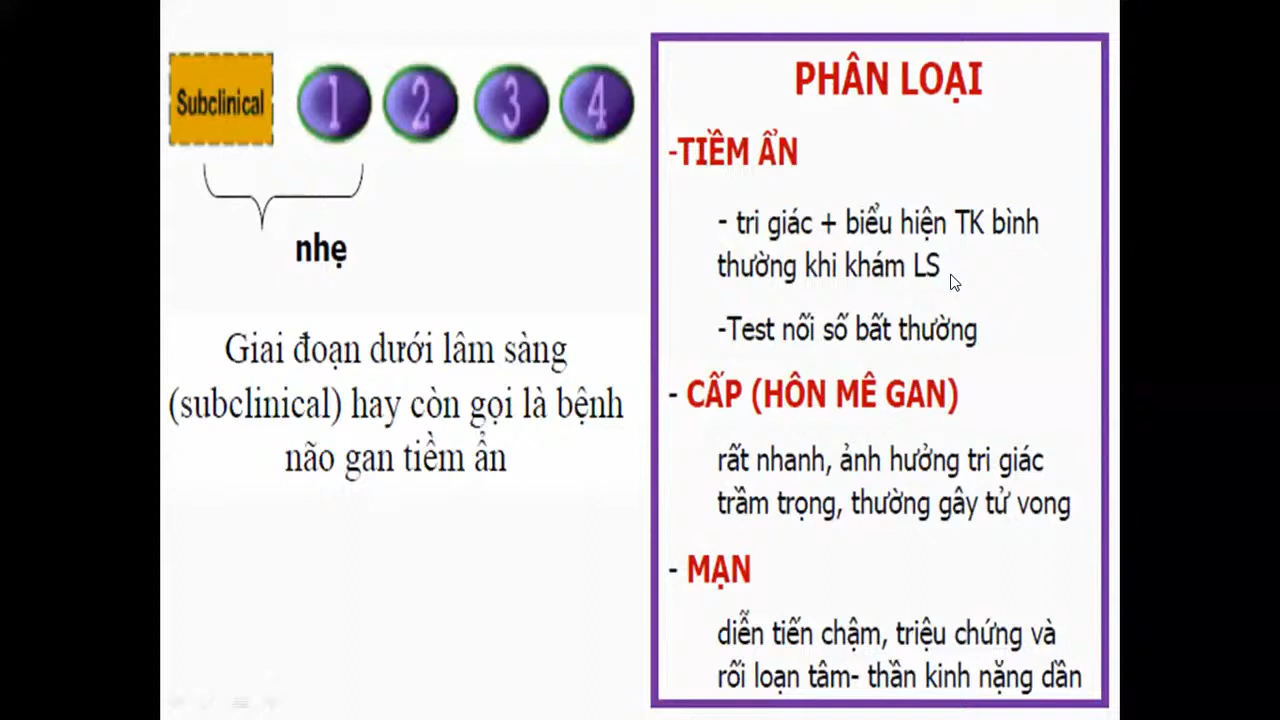 Subclinical 1 2 3 4
nhẹ
Giai đoạn dưới lâm sàng
(subclinical) hay còn gọi là bệnh
não gan tiềm ẩn
PHÂN LOẠI
-TIỀM ẨN
- tri giác + biểu hiện TK bình
thường khi khám LS
-Test nối số bất thường
- CẤP (HÔN MÊ GAN)
rất nhanh, ảnh hưởng tri giác
trầm trọng, thường gây tử vong
- MẠN
diễn tiến chậm, triệu chứng và
rối loạn tâm- thần kinh nặng dần